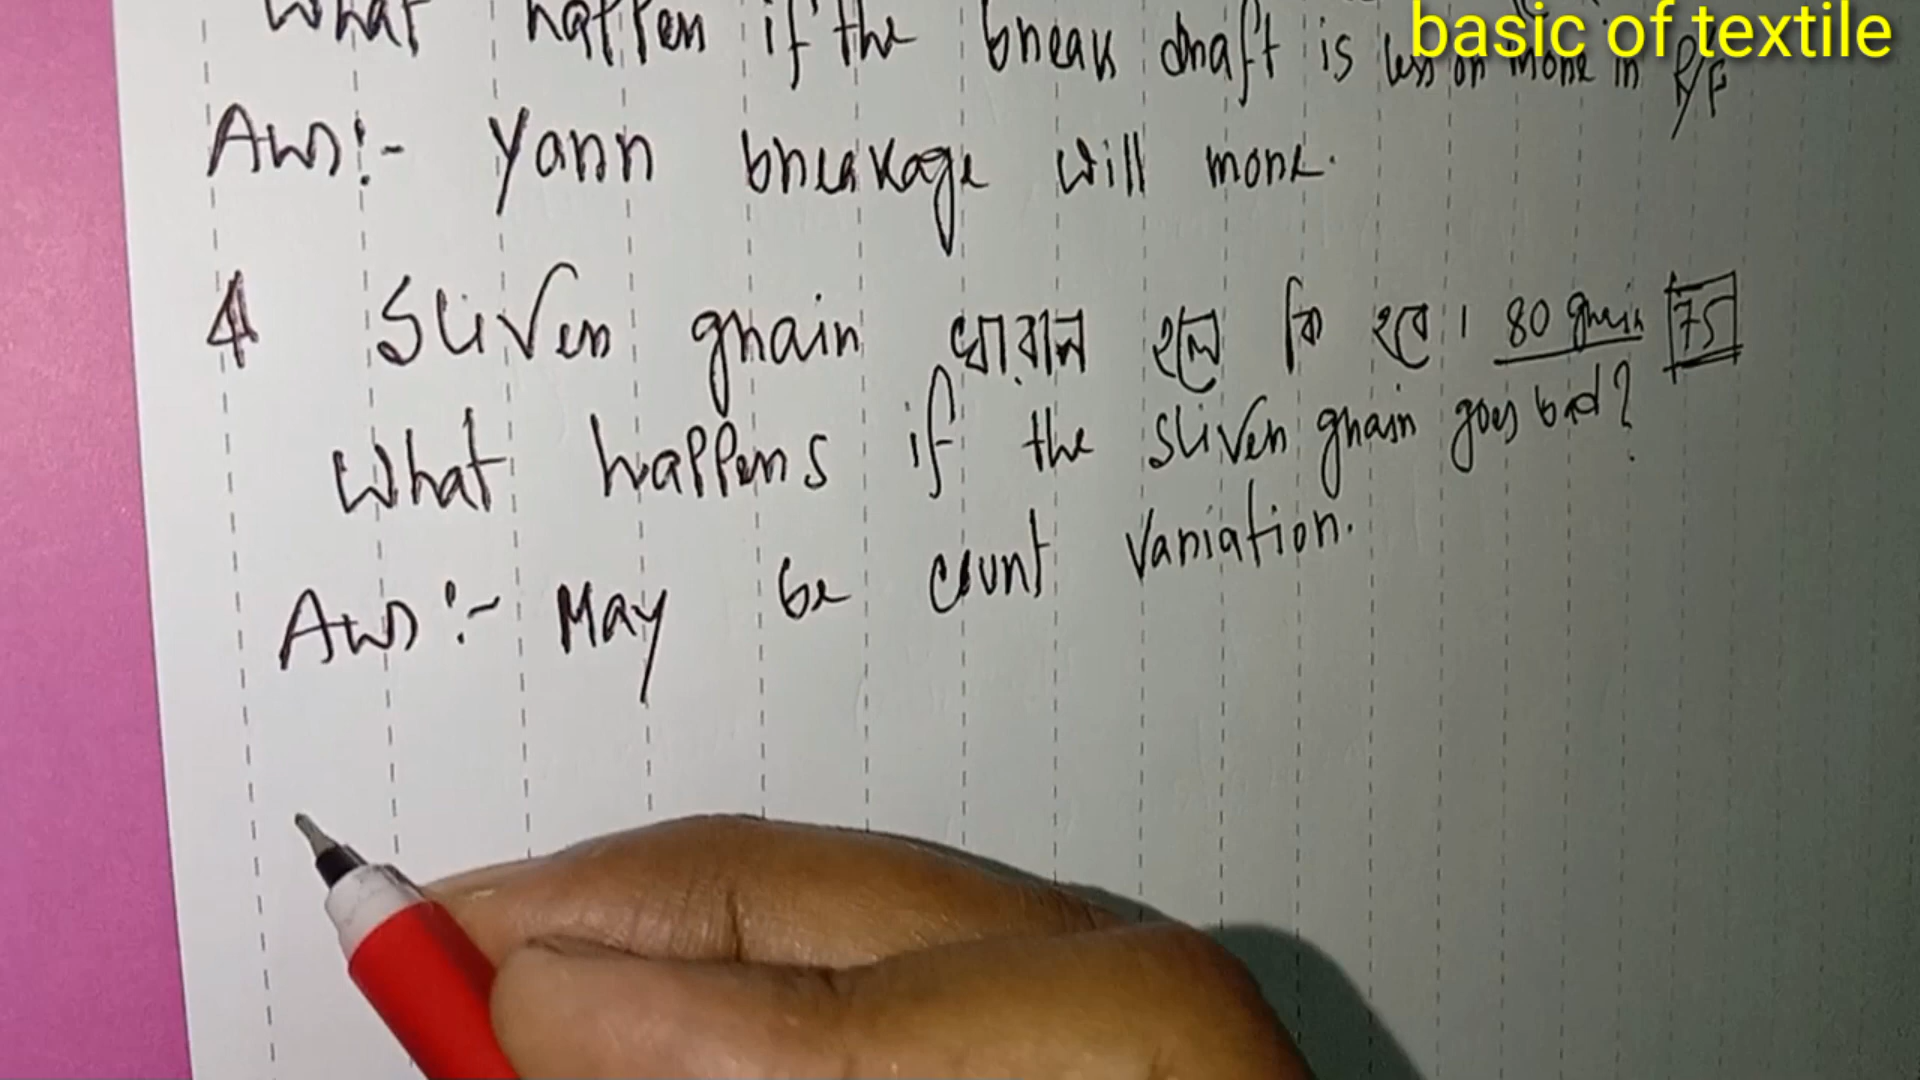 basic of textile
What happen if the break draft is less or more in R/F
Ans:- Yarn breakage will more.
4 Sliver grain খারাপ হলে কি হবে। 80 grain 75
What happens if the sliver grain goes bad?
Ans:- May be count variation.